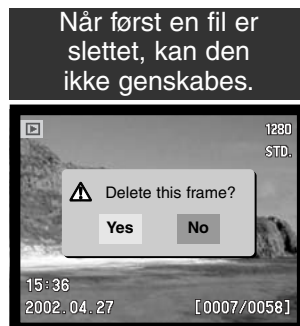 Når først en fil er
slettet, kan den
ikke genskabes.
1280
STD.
Delete this frame?
Yes No
15:36
2002.04.27 [0007/0058]